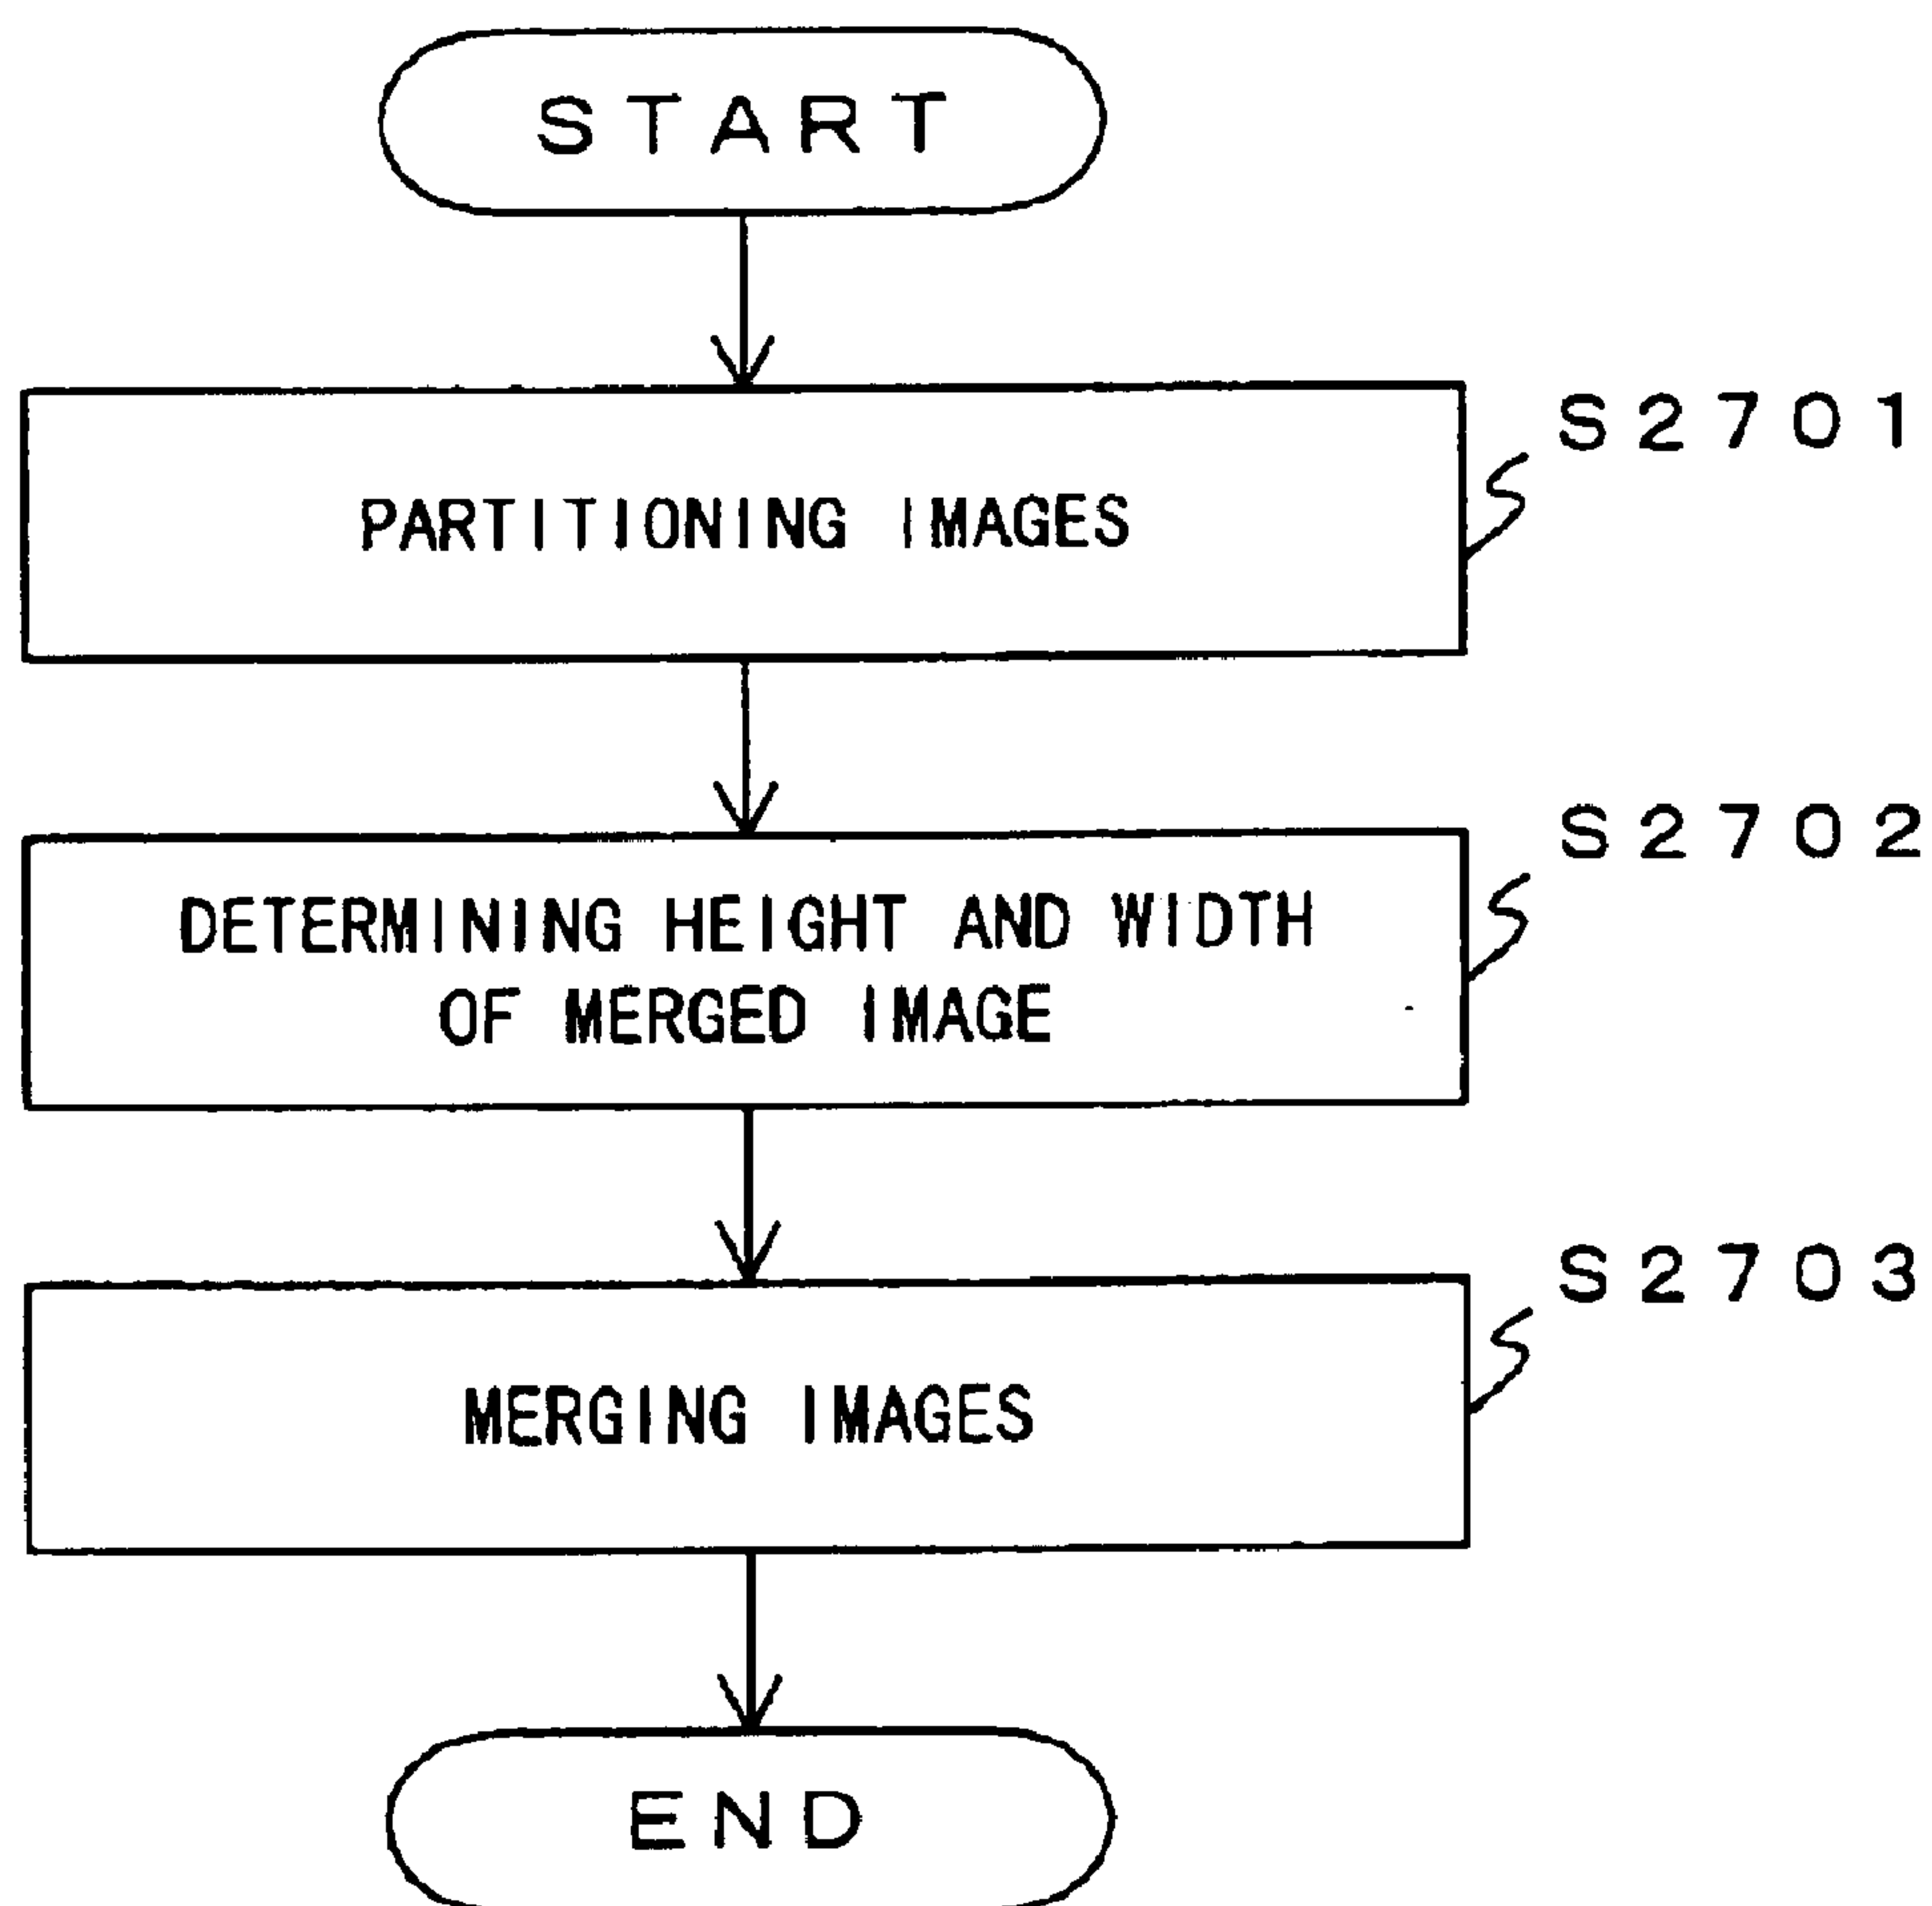 START
S2701
PARTITIONING IMAGES
S2702
DETERMINING HEIGHT AND WIDTH
OF MERGED IMAGE
S2703
MERGING IMAGES
END